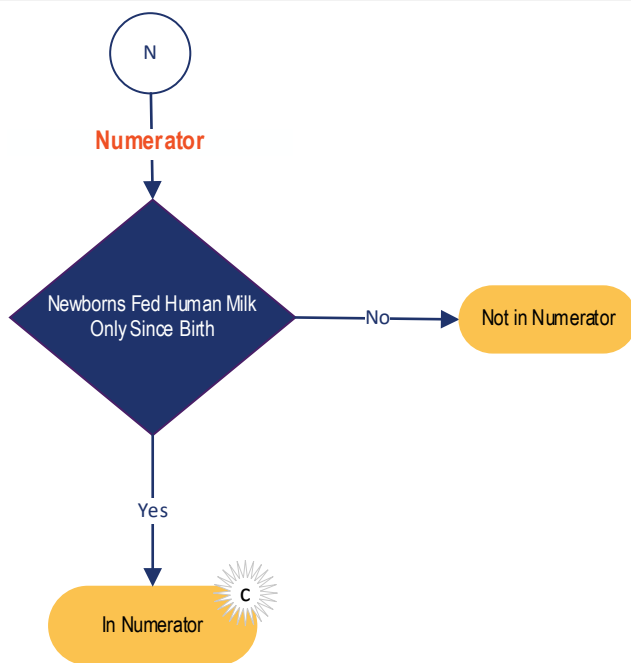 N
Numerator
Newborns Fed Human Milk
Only Since Birth
No
Not in Numerator
Yes
C
In Numerator